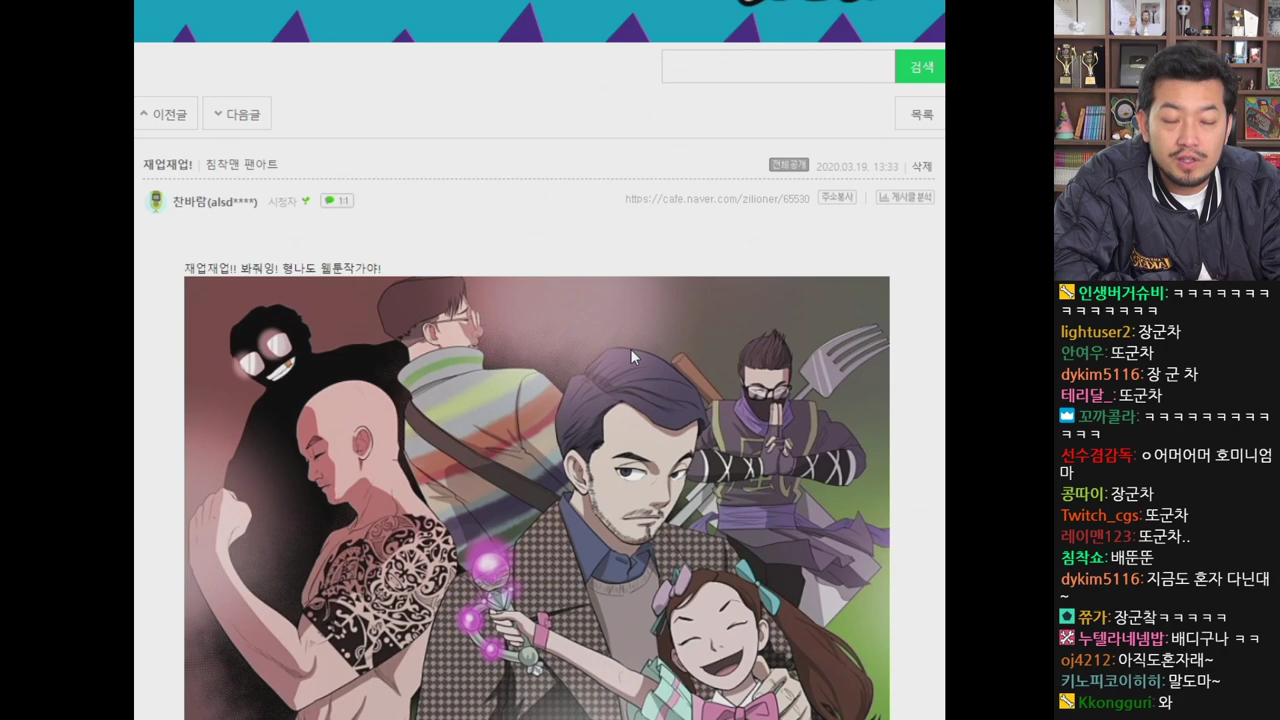 검색
이전글
다음글
목록
재업재업! 침착맨 팬아트
전체공개 2020.03.19. 13:33 삭제
찬바람(alsd****) 시청자 1:1
https://cafe.naver.com/zilioner/65530 주소복사 게시글 분석
재업재업!! 봐줘잉! 형나도 웹툰작가야!
인생버거슈비: ㅋㅋㅋㅋㅋㅋㅋ
ㅋㅋㅋㅋㅋㅋㅋ
lightuser2: 장군차
안여우: 또군차
dykim5116: 장 군 차
테리달_: 또군차
꼬까콜라: ㅋㅋㅋㅋㅋㅋㅋㅋㅋ
ㅋㅋㅋ
선수겸감독: ㅇ어머어머 호미니엄
마
콩따이: 장군차
Twitch_cgs: 또군차
레이맨123: 또군차..
침착쇼: 배뚠뚠
dykim5116: 지금도 혼자 다닌대
~
쮸가: 장군찿ㅋㅋㅋㅋㅋ
누텔라네넴밥: 배디구나 ㅋㅋ
oj4212: 아직도혼자래~
키노피코이히히: 말도마~
Kkongguri: 와